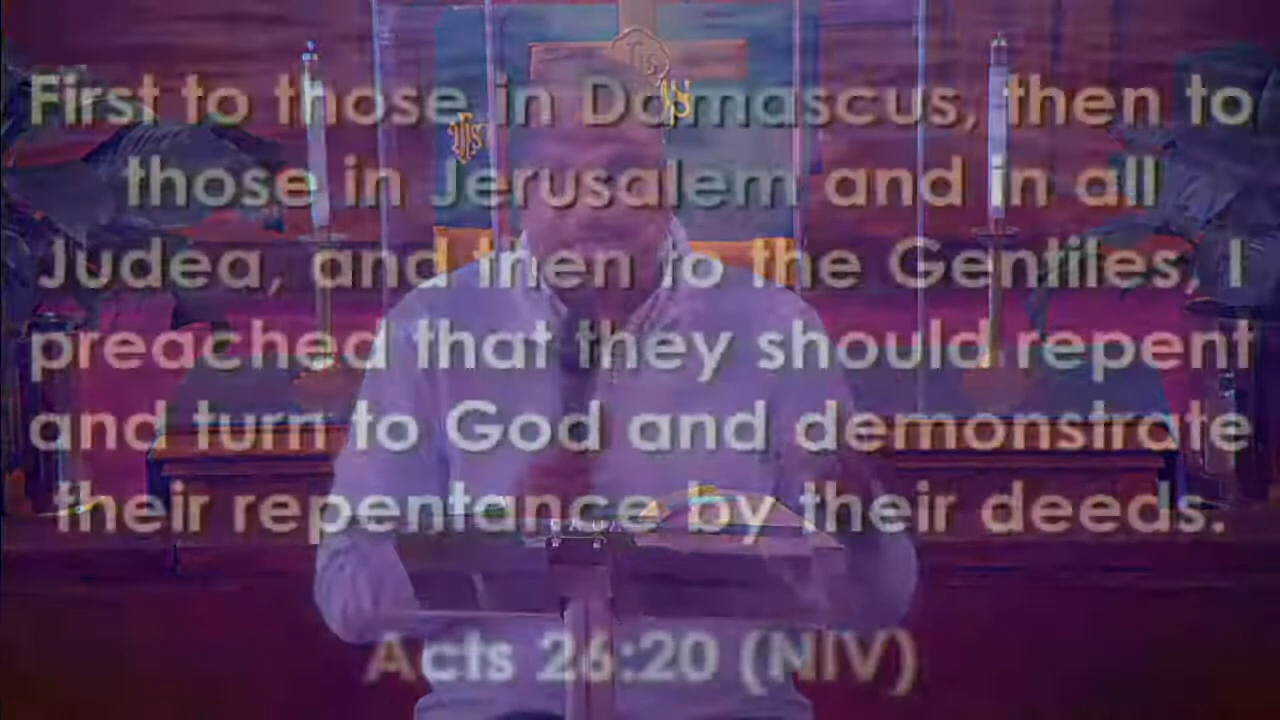 First to those in Damascus, then to
those in Jerusalem and in all
Judea, and then to the Gentiles, I
preached that they should repent
and turn to God and demonstrate
their repentance by their deeds.
Acts 26:20 (NIV)